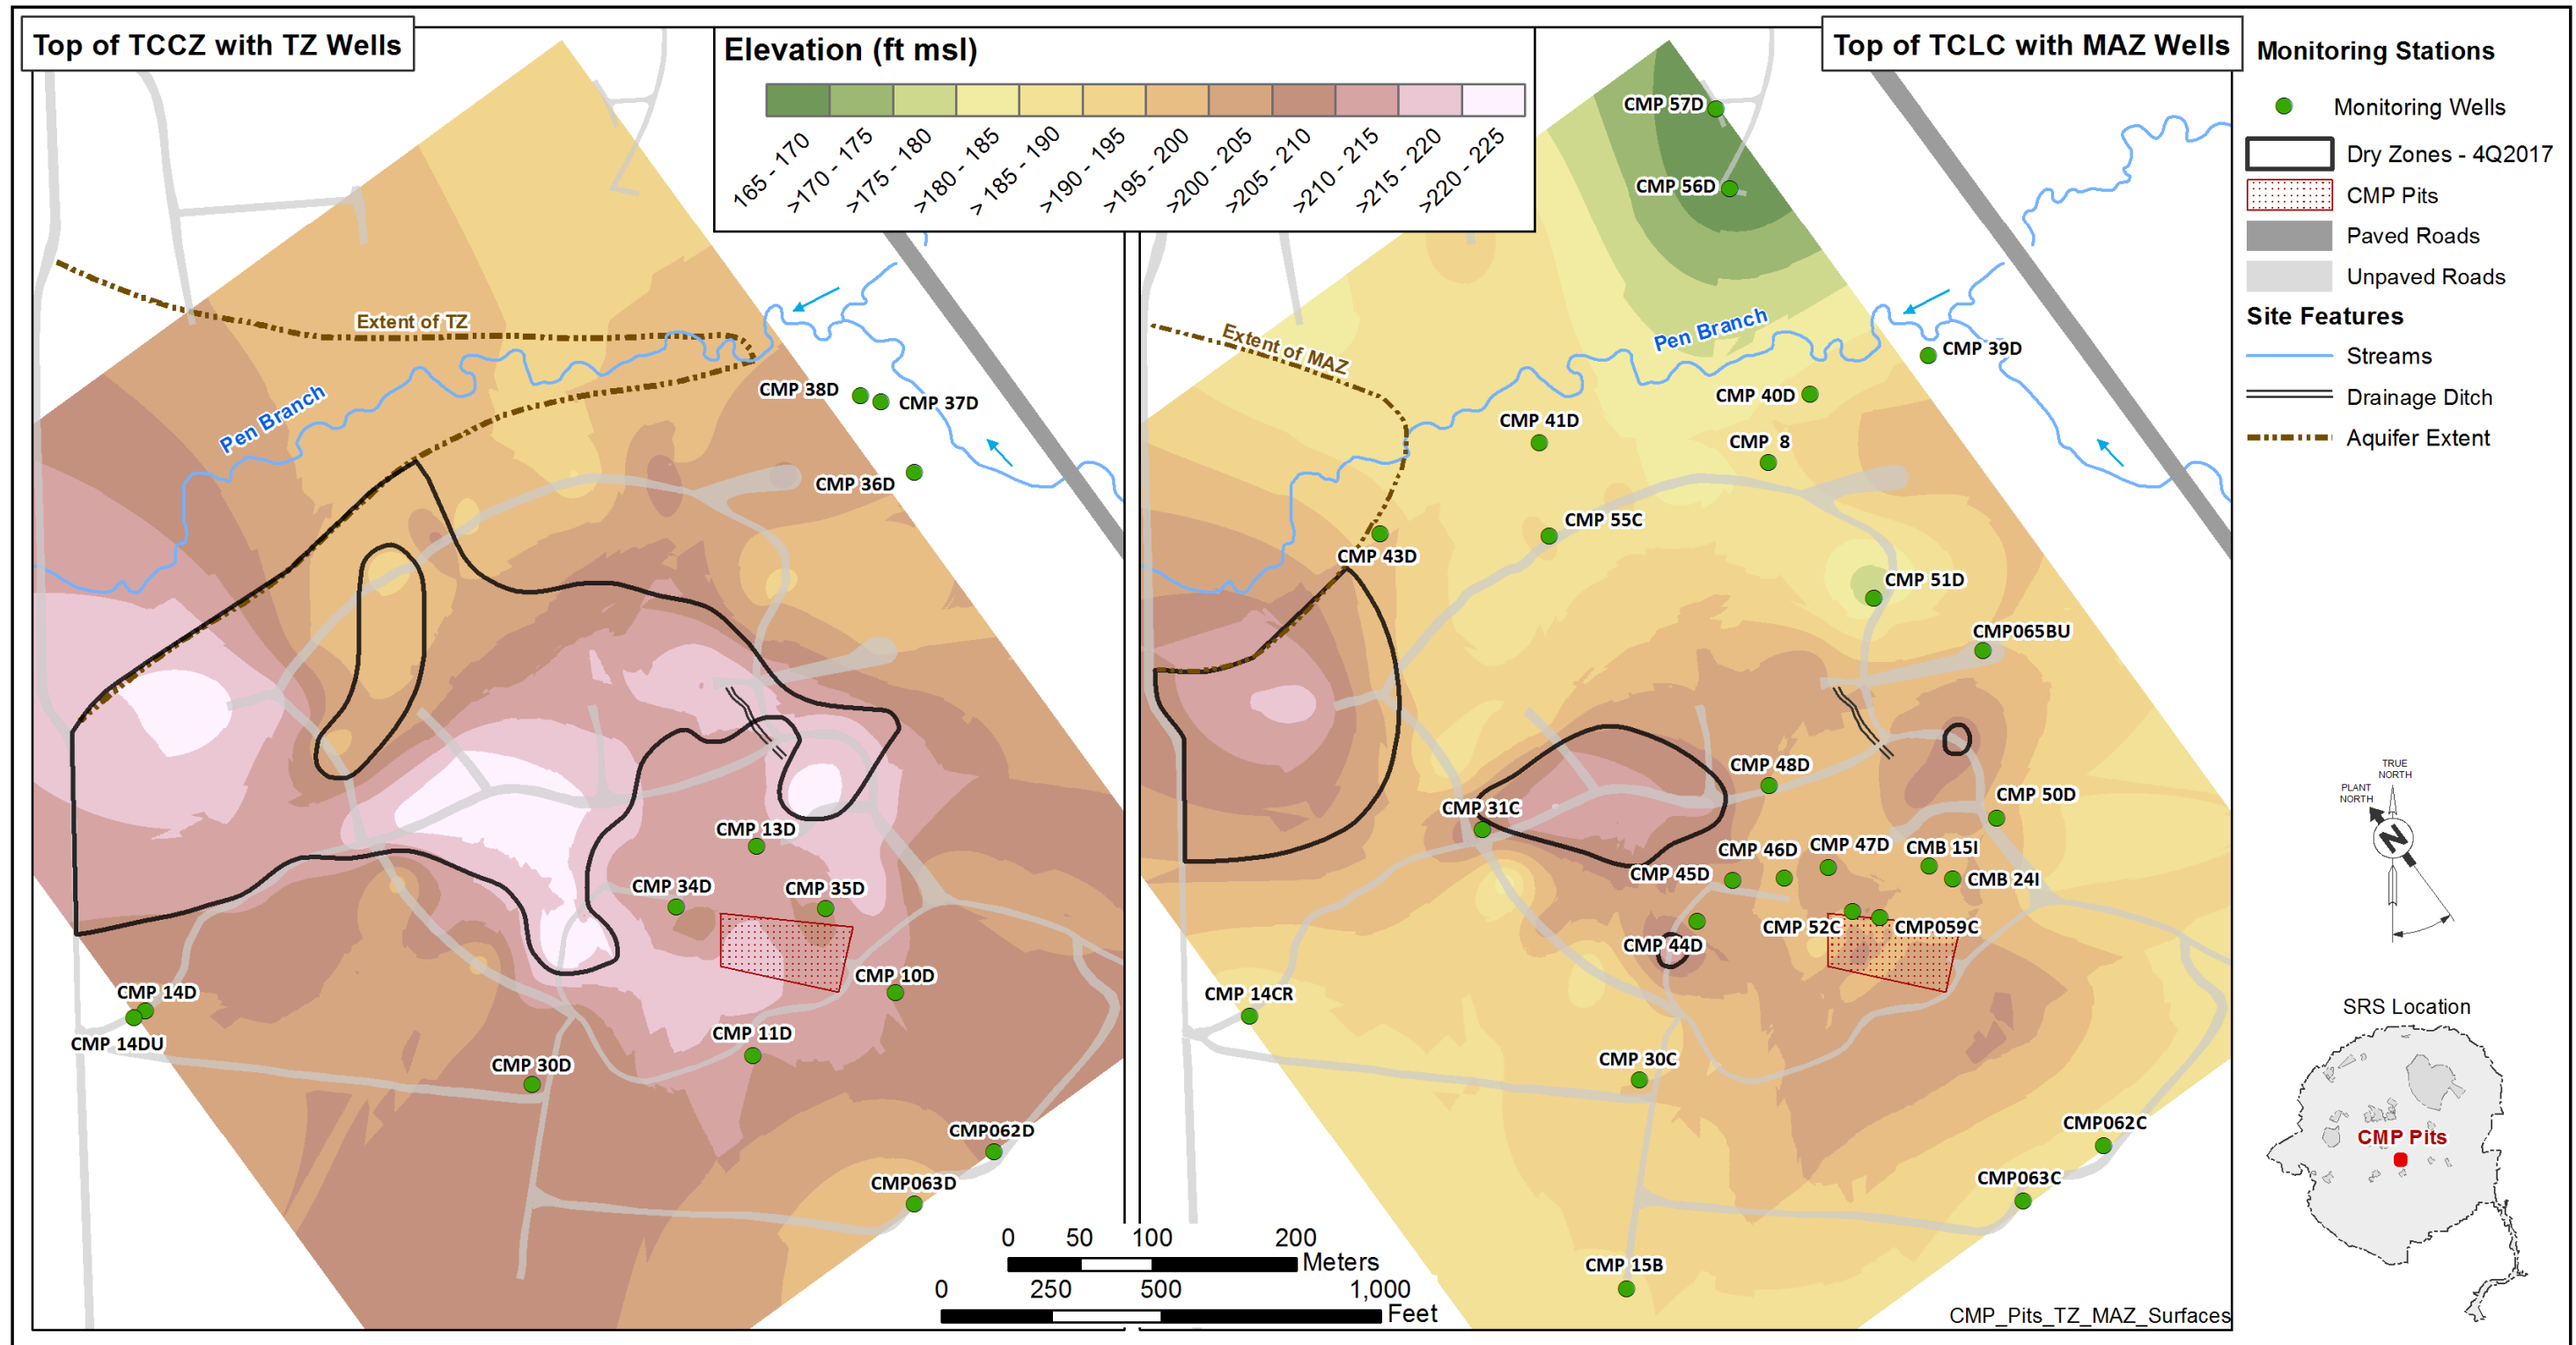 Top of TCCZ with TZ Wells
Elevation (ft msl)
165 - 170
>170 - 175
>175 - 180
>180 - 185
> 185 - 190
>190 - 195
>195 - 200
>200 - 205
>205 - 210
>210 - 215
>215 - 220
>220 - 225
Top of TCLC with MAZ Wells
Monitoring Stations
Monitoring Wells
Dry Zones - 4Q2017
CMP Pits
Paved Roads
Unpaved Roads
Site Features
Streams
Drainage Ditch
Aquifer Extent
Extent of TZ
Pen Branch
CMP 38D
CMP 37D
CMP 36D
CMP 13D
CMP 34D
CMP 35D
CMP 10D
CMP 14D
CMP 14DU
CMP 11D
CMP 30D
CMP062D
CMP063D
CMP 57D
CMP 56D
Pen Branch
Extent of MAZ
CMP 39D
CMP 40D
CMP 41D
CMP 8
CMP 55C
CMP 43D
CMP 51D
CMP065BU
CMP 48D
CMP 50D
CMP 31C
CMP 46D
CMP 47D
CMB 15I
CMP 45D
CMB 24I
CMP 52C
CMP059C
CMP 44D
CMP 14CR
CMP 30C
CMP062C
CMP063C
CMP 15B
0 50 100 200
Meters
0 250 500 1,000
Feet
CMP_Pits_TZ_MAZ_Surfaces
TRUE
NORTH
PLANT
NORTH
N
SRS Location
CMP Pits